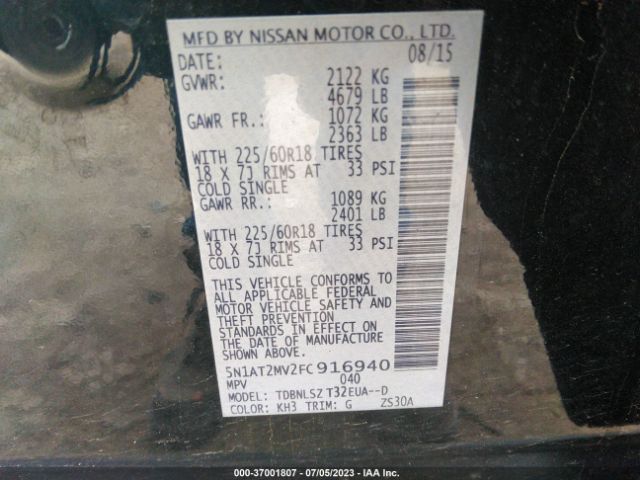 MFD BY NISSAN MOTOR CO., LTD.
DATE: 08/15
GVWR: 2122 KG
4679 LB
GAWR FR.: 1072 KG
2363 LB
WITH 225/60R18 TIRES
18 X 7J RIMS AT 33 PSI
COLD SINGLE
GAWR RR.: 1089 KG
2401 LB
WITH 225/60R18 TIRES
18 X 7J RIMS AT 33 PSI
COLD SINGLE
THIS VEHICLE CONFORMS TO
ALL APPLICABLE FEDERAL
MOTOR VEHICLE SAFETY AND
THEFT PREVENTION
STANDARDS IN EFFECT ON
THE DATE OF MANUFACTURE
SHOWN ABOVE.
5N1AT2MV2FC916940
MPV 040
MODEL: TDBNLSZ T32EUA--D
COLOR: KH3 TRIM: G ZS30A
000-37001807 - 07/05/2023 - IAA Inc.